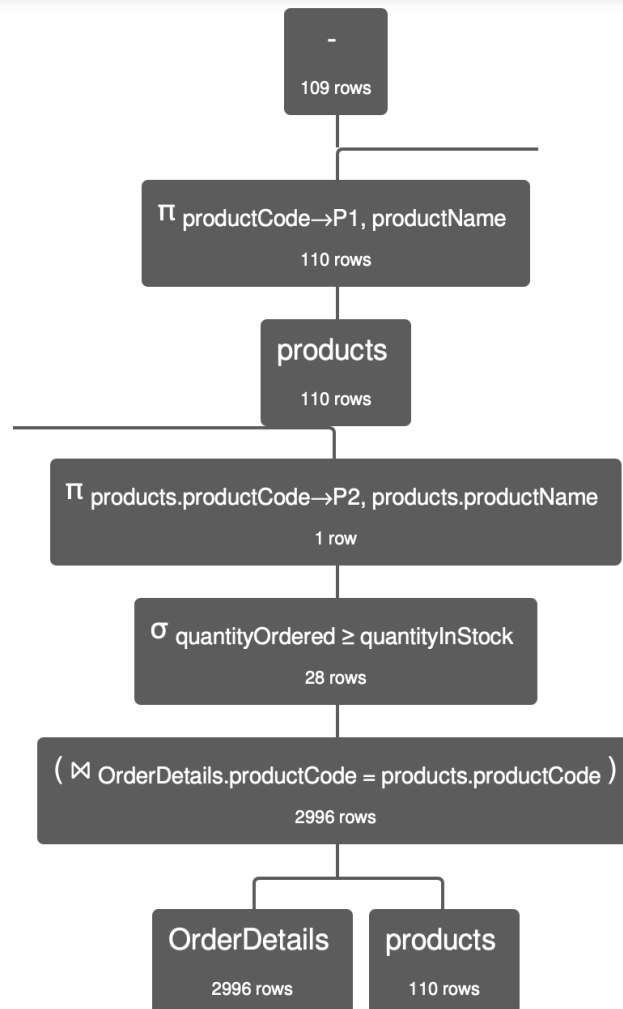 -
109 rows
π productCode→P1, productName
110 rows
products
110 rows
π products.productCode→P2, products.productName
1 row
σ quantityOrdered ≥ quantityInStock
28 rows
( ⋈ OrderDetails.productCode = products.productCode )
2996 rows
OrderDetails products
2996 rows 110 rows